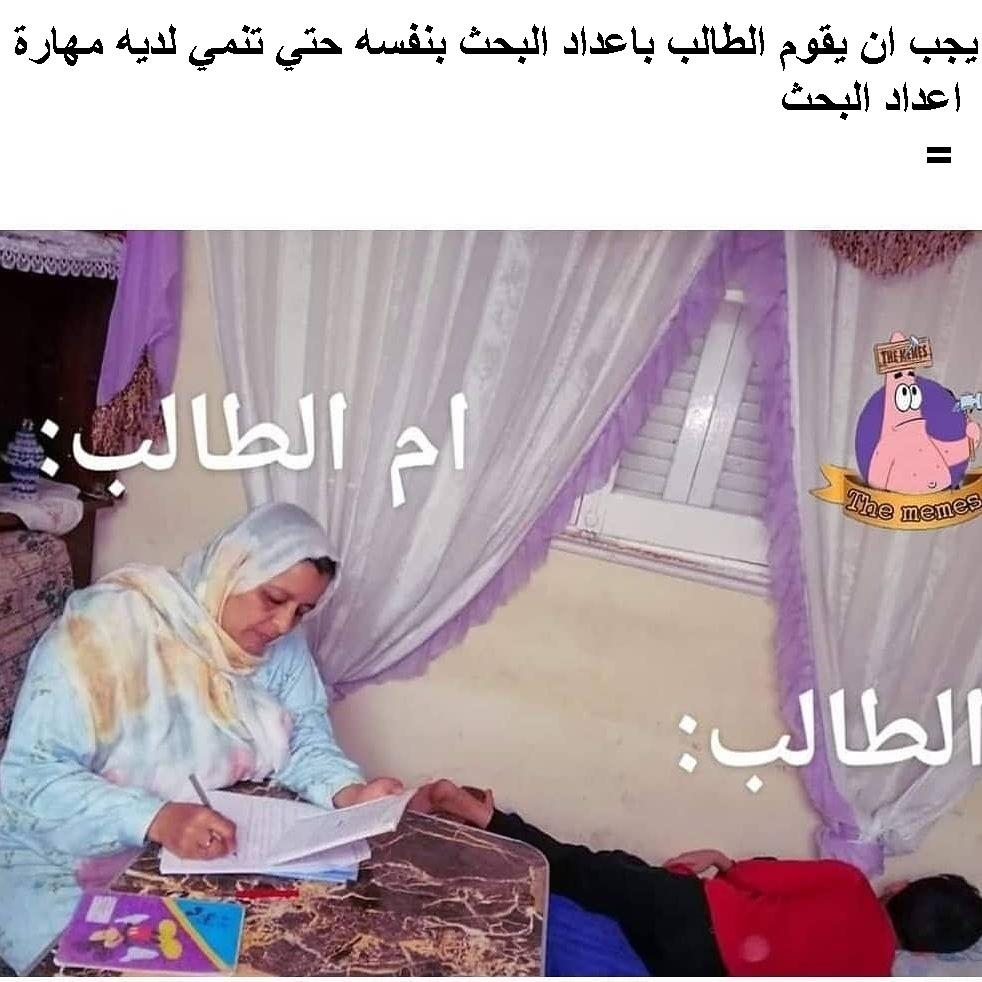 يجب ان يقوم الطالب باعداد البحث بنفسه حتي تنمي لديه مهارة
اعداد البحث
=
THE MEMES
ام الطالب:
The memes
الطالب: